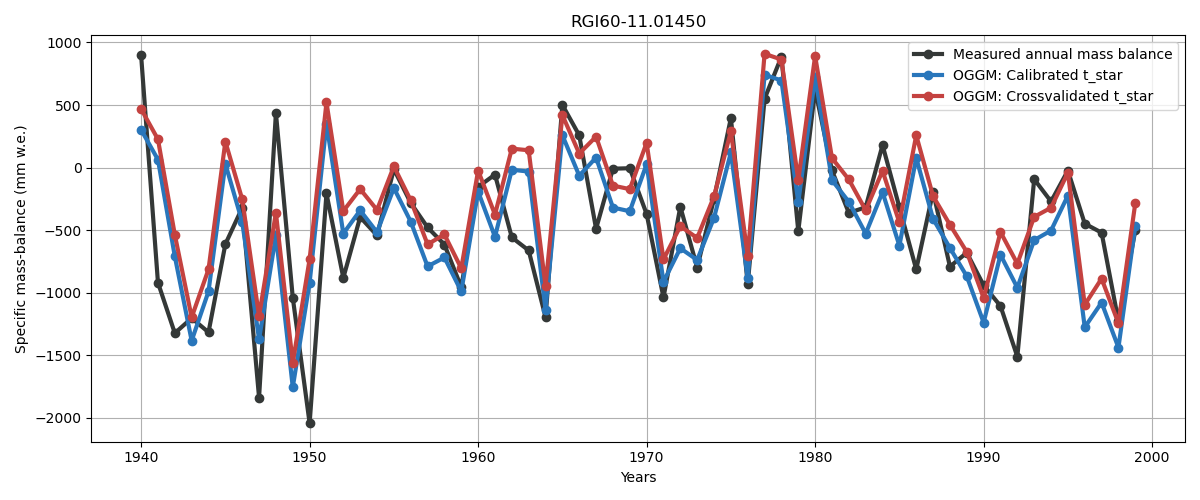 RGI60-11.01450
Specific mass-balance (mm w.e.)
1000
500
0
−500
−1000
−1500
−2000
Measured annual mass balance
OGGM: Calibrated t_star
OGGM: Crossvalidated t_star
1940 1950 1960 1970 1980 1990 2000
Years